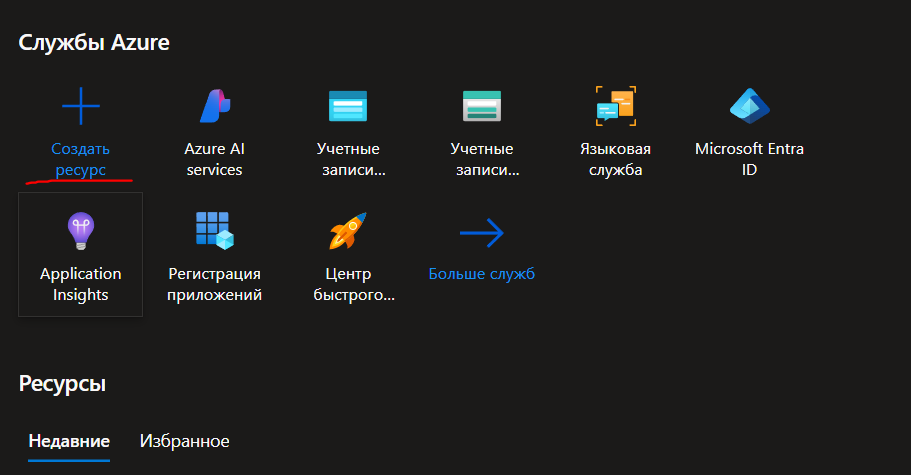 Службы Azure
Создать
ресурс
Azure AI
services
Учетные
записи...
Учетные
записи...
Языковая
служба
Microsoft Entra
ID
Application
Insights
Регистрация
приложений
Центр
быстрого...
Больше служб
Ресурсы
Недавние
Избранное